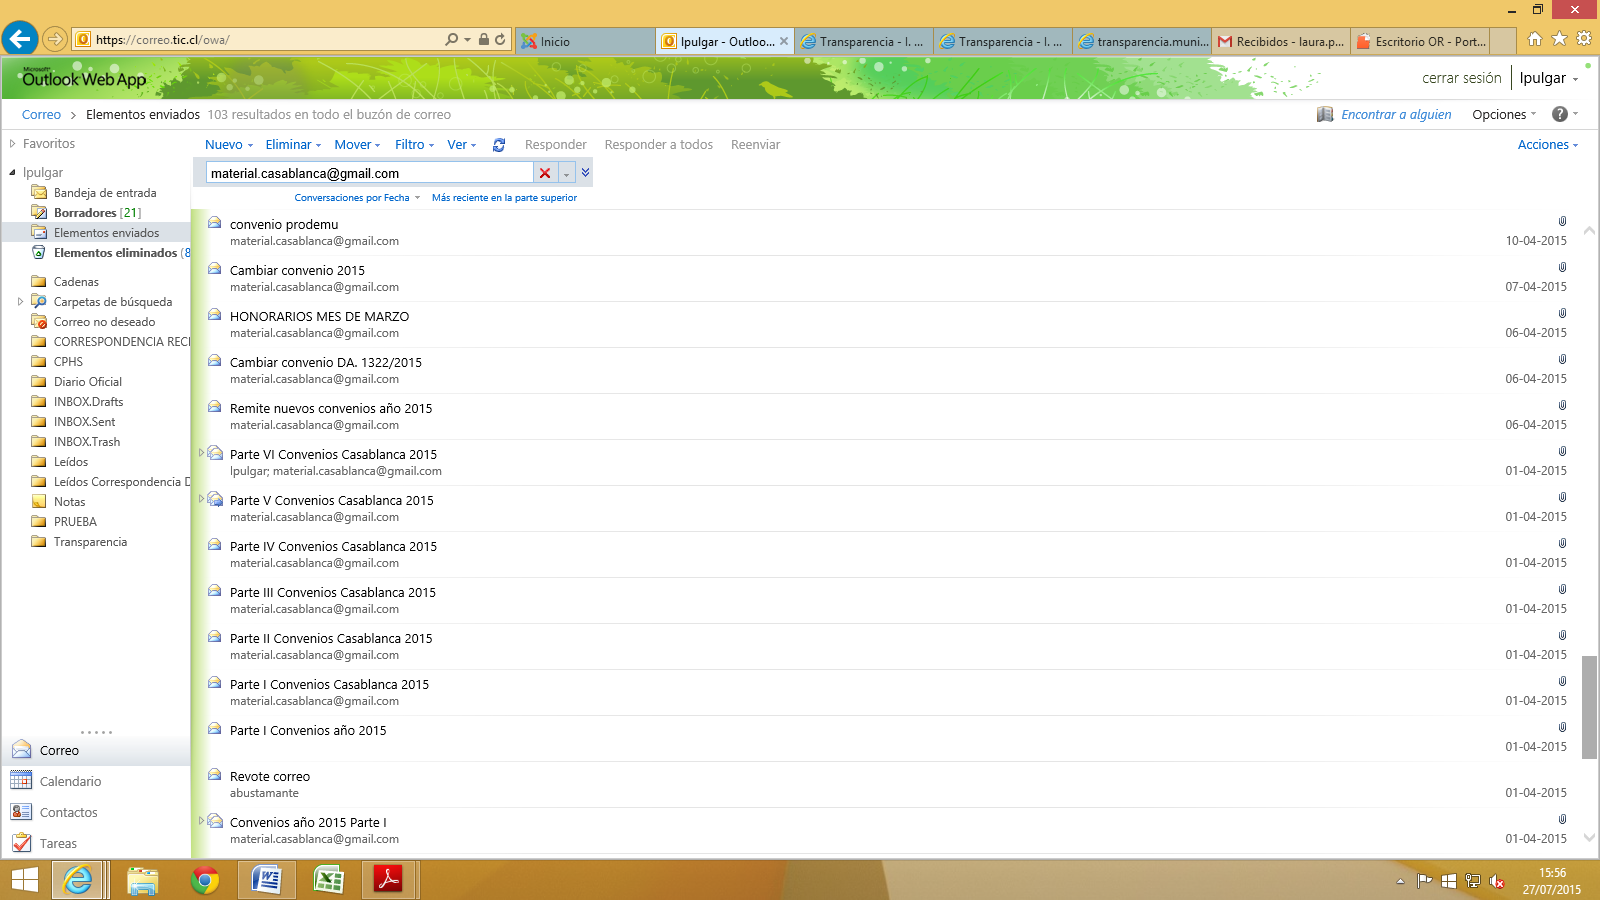 https://correo.tic.cl/owa/
Inicio
lpulgar - Outloo...
Transparencia - I. ...
Transparencia - I. ...
transparencia.muni...
Recibidos - laura.p...
Escritorio OR - Port...
Microsoft
Outlook Web App
cerrar sesión
lpulgar
Correo > Elementos enviados 103 resultados en todo el buzón de correo
Encontrar a alguien
Opciones
Favoritos
lpulgar
Bandeja de entrada
Borradores [21]
Elementos enviados
Elementos eliminados (8
Cadenas
Carpetas de búsqueda
Correo no deseado
CORRESPONDENCIA RECI
CPHS
Diario Oficial
INBOX.Drafts
INBOX.Sent
INBOX.Trash
Leídos
Leídos Correspondencia D
Notas
PRUEBA
Transparencia
Correo
Calendario
Contactos
Tareas
Nuevo Eliminar Mover Filtro Ver Responder Responder a todos Reenviar Acciones
material.casablanca@gmail.com
Conversaciones por Fecha Más reciente en la parte superior
convenio prodemu
material.casablanca@gmail.com 10-04-2015
Cambiar convenio 2015
material.casablanca@gmail.com 07-04-2015
HONORARIOS MES DE MARZO
material.casablanca@gmail.com 06-04-2015
Cambiar convenio DA. 1322/2015
material.casablanca@gmail.com 06-04-2015
Remite nuevos convenios año 2015
material.casablanca@gmail.com 06-04-2015
Parte VI Convenios Casablanca 2015
lpulgar; material.casablanca@gmail.com 01-04-2015
Parte V Convenios Casablanca 2015
material.casablanca@gmail.com 01-04-2015
Parte IV Convenios Casablanca 2015
material.casablanca@gmail.com 01-04-2015
Parte III Convenios Casablanca 2015
material.casablanca@gmail.com 01-04-2015
Parte II Convenios Casablanca 2015
material.casablanca@gmail.com 01-04-2015
Parte I Convenios Casablanca 2015
material.casablanca@gmail.com 01-04-2015
Parte I Convenios año 2015
01-04-2015
Revote correo
abustamante 01-04-2015
Convenios año 2015 Parte I
material.casablanca@gmail.com 01-04-2015
15:56
27/07/2015